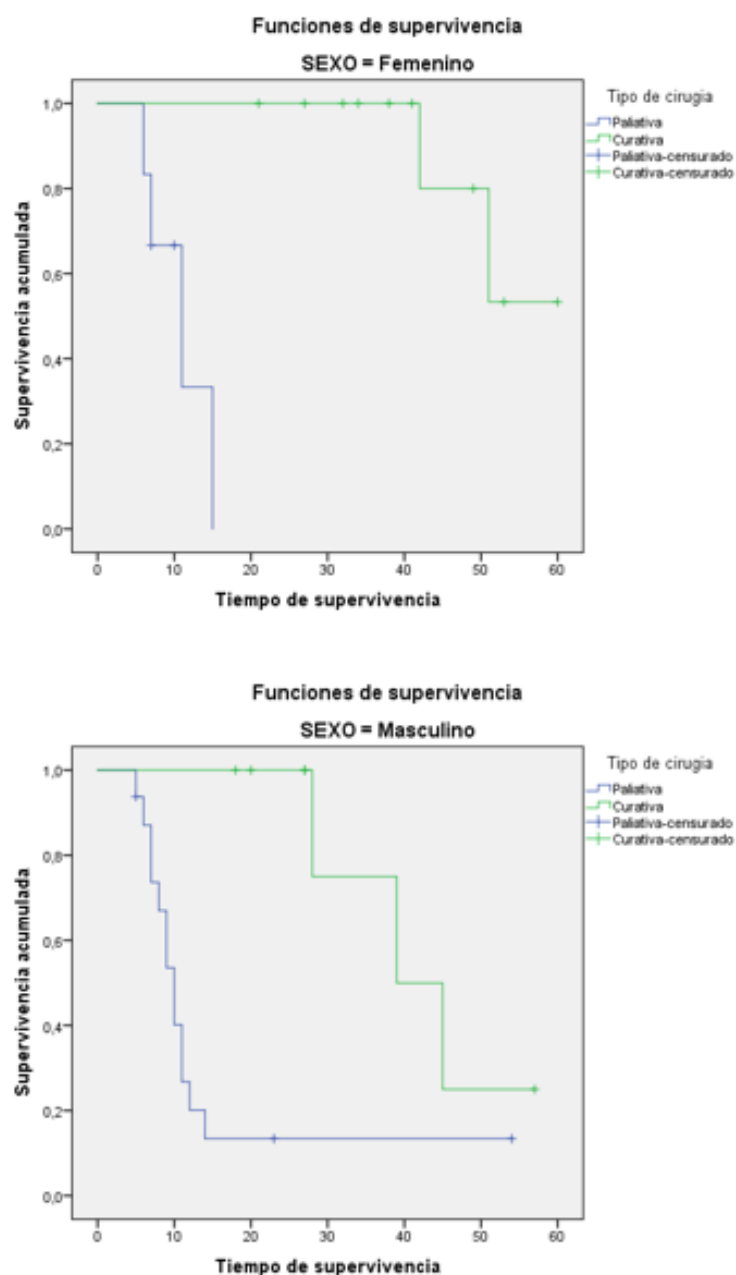 Funciones de supervivencia
SEXO = Femenino
Tipo de cirugia
Paliativa
Curativa
Paliativa-censurado
Curativa-censurado
Supervivencia acumulada
1,0
0,8
0,6
0,4
0,2
0,0
0 10 20 30 40 50 60
Tiempo de supervivencia
Funciones de supervivencia
SEXO = Masculino
Tipo de cirugia
Paliativa
Curativa
Paliativa-censurado
Curativa-censurado
Supervivencia acumulada
1,0
0,8
0,6
0,4
0,2
0,0
0 10 20 30 40 50 60
Tiempo de supervivencia